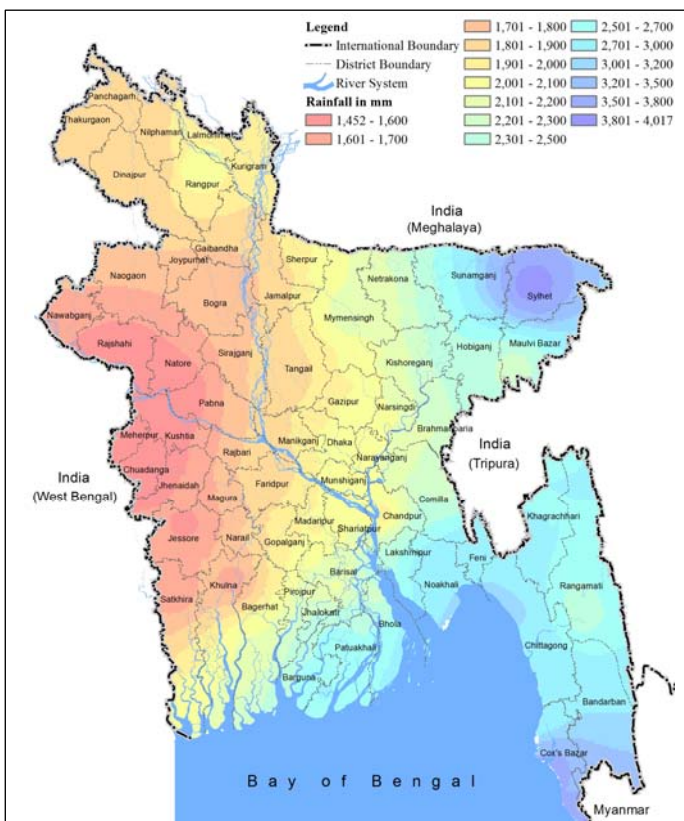 Legend
International Boundary
District Boundary
River System
Rainfall in mm
1,452 - 1,600
1,601 - 1,700
1,701 - 1,800
1,801 - 1,900
1,901 - 2,000
2,001 - 2,100
2,101 - 2,200
2,201 - 2,300
2,301 - 2,500
2,501 - 2,700
2,701 - 3,000
3,001 - 3,200
3,201 - 3,500
3,501 - 3,800
3,801 - 4,017
Panchagarh
Thakurgaon
Nilphamari
Lalmonirhat
Kurigram
Dinajpur
Rangpur
India
(Meghalaya)
Gaibandha
Joypurhat
Sherpur
Naogaon
Netrakona
Sunamganj
Sylhet
Bogra
Jamalpur
Mymensingh
Nawabganj
Rajshahi
Natore
Sirajganj
Tangail
Kishoreganj
Hobiganj
Maulvi Bazar
Pabna
Gazipur
Narsingdi
Meherpur
Kushtia
Manikganj
Dhaka
Brahmanbaria
India
(Tripura)
Rajbari
Narayanganj
India
(West Bengal)
Chuadanga
Jhenaidah
Faridpur
Munshiganj
Magura
Comilla
Madaripur
Chandpur
Khagrachhari
Jessore
Narail
Gopalganj
Shariatpur
Lakshmipur
Feni
Khulna
Barisal
Noakhali
Rangamati
Satkhira
Bagerhat
Pirojpur
Jhalokati
Bhola
Patuakhali
Chittagong
Barguna
Bandarban
Cox's Bazar
Bay of Bengal
Myanmar